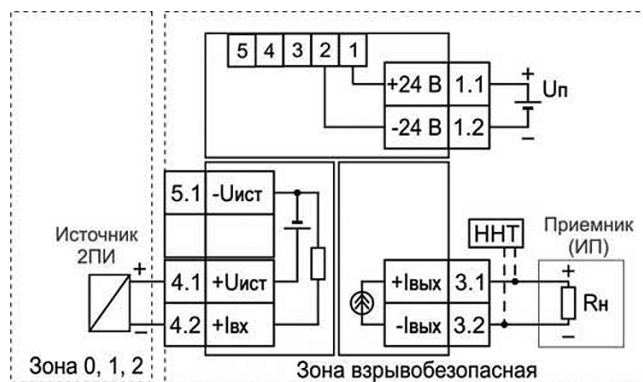 5 4 3 2 1
+24 В 1.1
-24 В 1.2
+
Uп
–
5.1 -Uист
Источник
2ПИ
+
–
4.1 +Uист
4.2 +Iвх
ННТ
Приемник
(ИП)
+Iвых 3.1
-Iвых 3.2
+
Rн
–
Зона 0, 1, 2
Зона взрывобезопасная